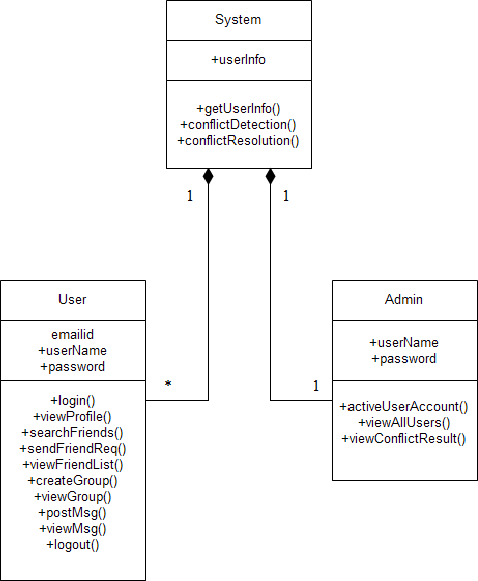 System
+userInfo
+getUserInfo()
+conflictDetection()
+conflictResolution()
1
1
User
emailid
+userName
+password
+login()
+viewProfile()
+searchFriends()
+sendFriendReq()
+viewFriendList()
+createGroup()
+viewGroup()
+postMsg()
+viewMsg()
+logout()
*
1
Admin
+userName
+password
+activeUserAccount()
+viewAllUsers()
+viewConflictResult()